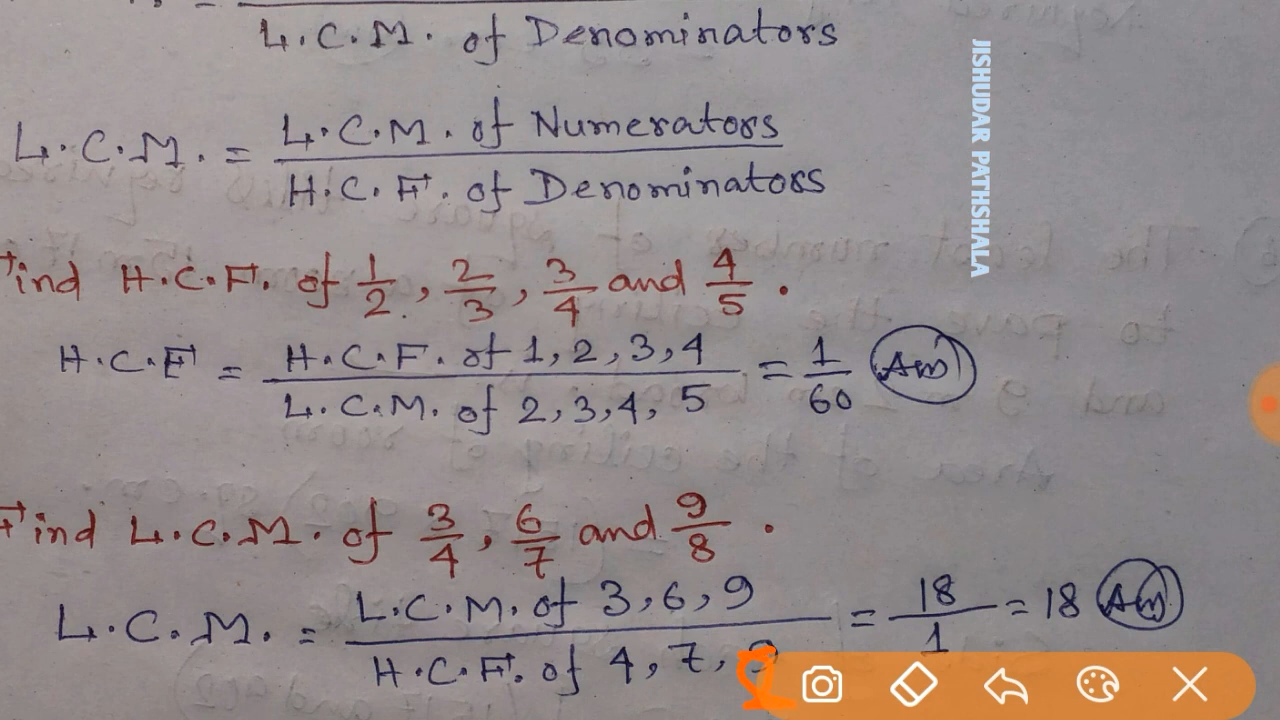 L.C.M. of Denominators
JISHUDAR PATHSHALA
L.C.M. = L.C.M. of Numerators
H.C.F. of Denominators
Find H.C.F. of 1/2, 2/3, 3/4 and 4/5.
H.C.F = H.C.F. of 1, 2, 3, 4 = 1/60 Ans
L.C.M. of 2, 3, 4, 5
Find L.C.M. of 3/4, 6/7 and 9/8.
L.C.M. = L.C.M. of 3, 6, 9 = 18/1 = 18 Ans
H.C.F. of 4, 7,